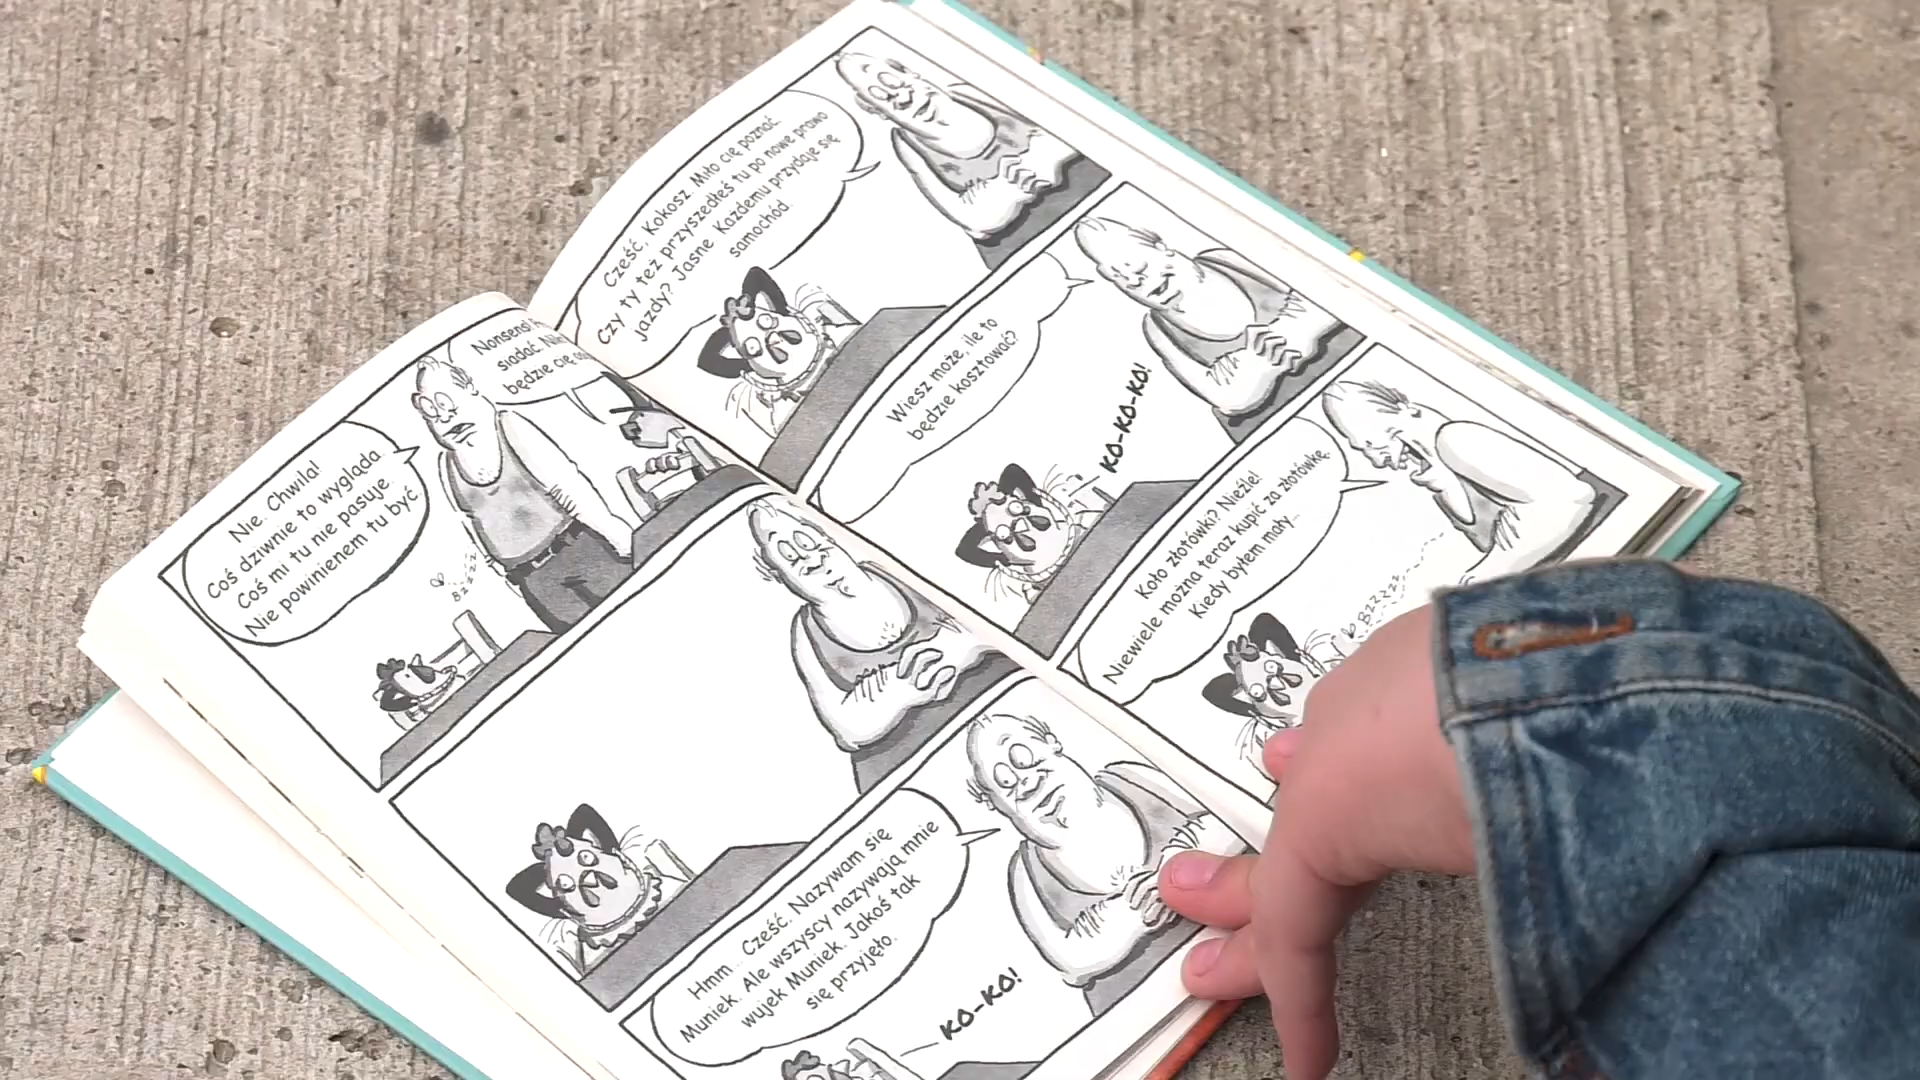 Nie. Chwila!
Coś dziwnie to wygląda.
Coś mi tu nie pasuje.
Nie powinienem tu być.
Nonsens!
siadać.
będzie cię
Bzzzzz
Hmm... Cześć. Nazywam się
Muniek. Ale wszyscy nazywają mnie
wujek Muniek. Jakoś tak
się przyjęło.
KO-KO!
Cześć, Kokosz. Miło cię poznać.
Czy ty też przyszedłeś tu po nowe prawo
jazdy? Jasne. Każdemu przydaje się
samochód.
Wiesz może, ile to
będzie kosztować?
KO-KO-KO!
Koło złotówki? Nieźle!
Niewiele można teraz kupić za złotówkę.
Kiedy byłem mały...
Bzzzzz